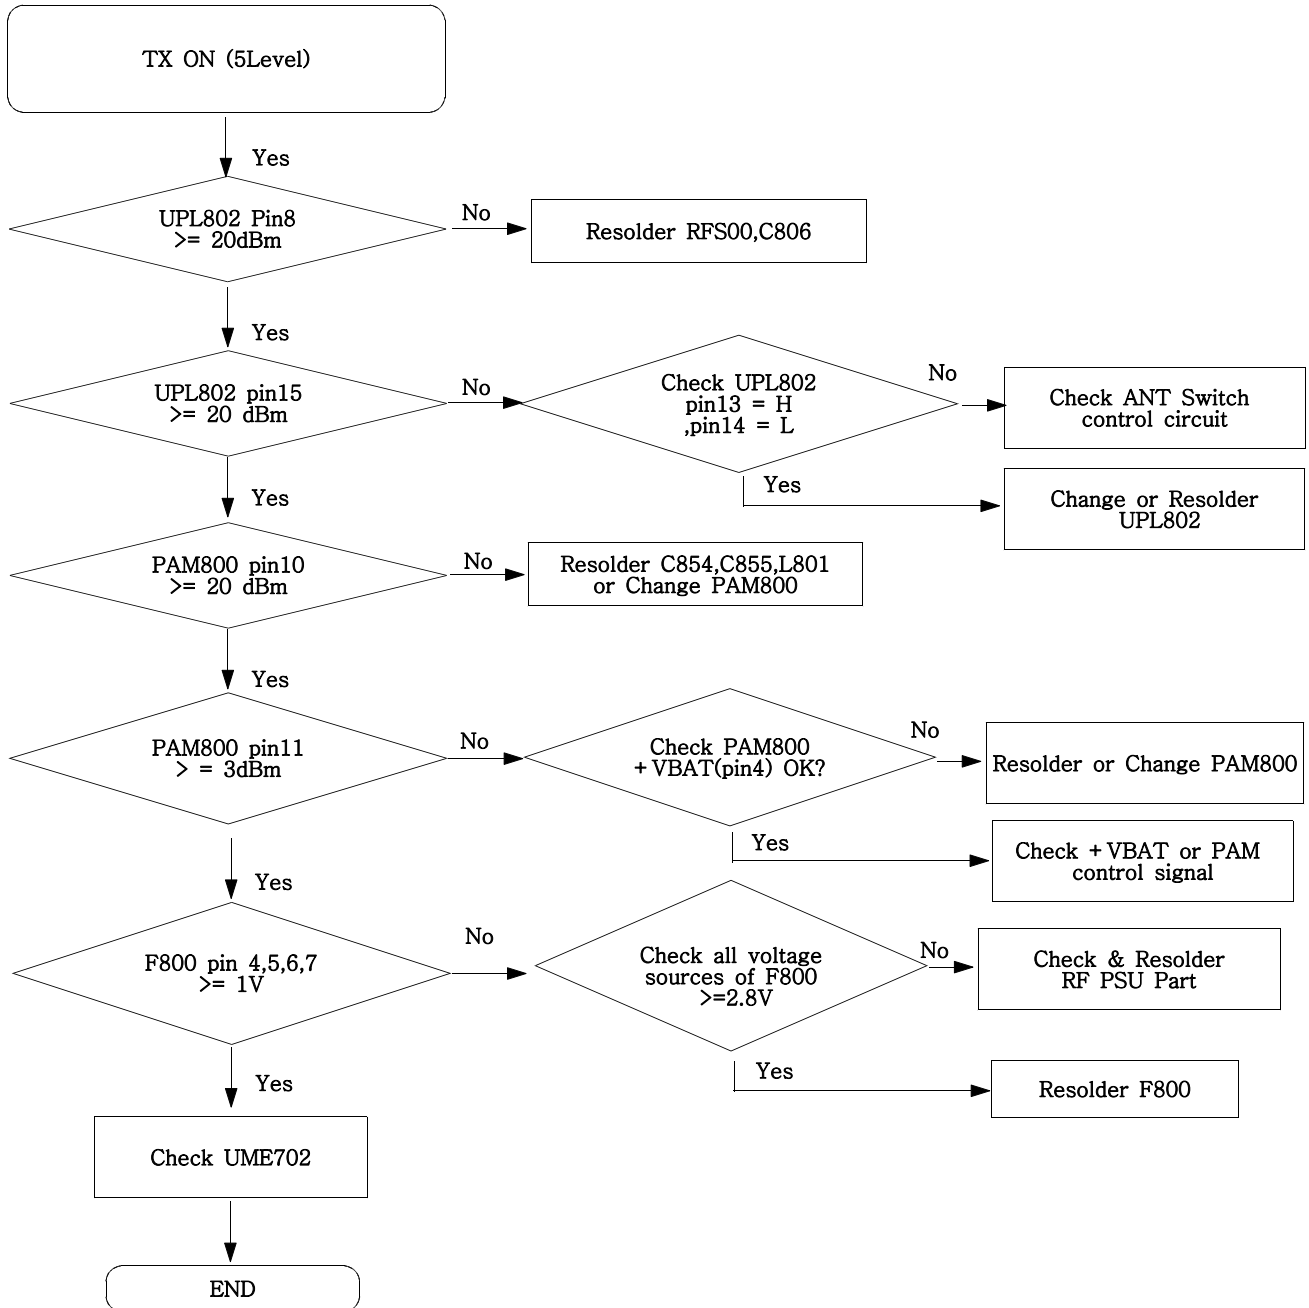 TX ON (5Level)
Yes
UPL802 Pin8
>= 20dBm
No
Resolder RFS00,C806
Yes
UPL802 pin15
>= 20 dBm
No
Check UPL802
pin13 = H
,pin14 = L
No
Check ANT Switch
control circuit
Yes
Change or Resolder
UPL802
Yes
PAM800 pin10
>= 20 dBm
No
Resolder C854,C855,L801
or Change PAM800
Yes
PAM800 pin11
> = 3dBm
No
Check PAM800
+VBAT(pin4) OK?
No
Resolder or Change PAM800
Yes
Check +VBAT or PAM
control signal
Yes
F800 pin 4,5,6,7
>= 1V
No
Check all voltage
sources of F800
>=2.8V
No
Check & Resolder
RF PSU Part
Yes
Resolder F800
Yes
Check UME702
END